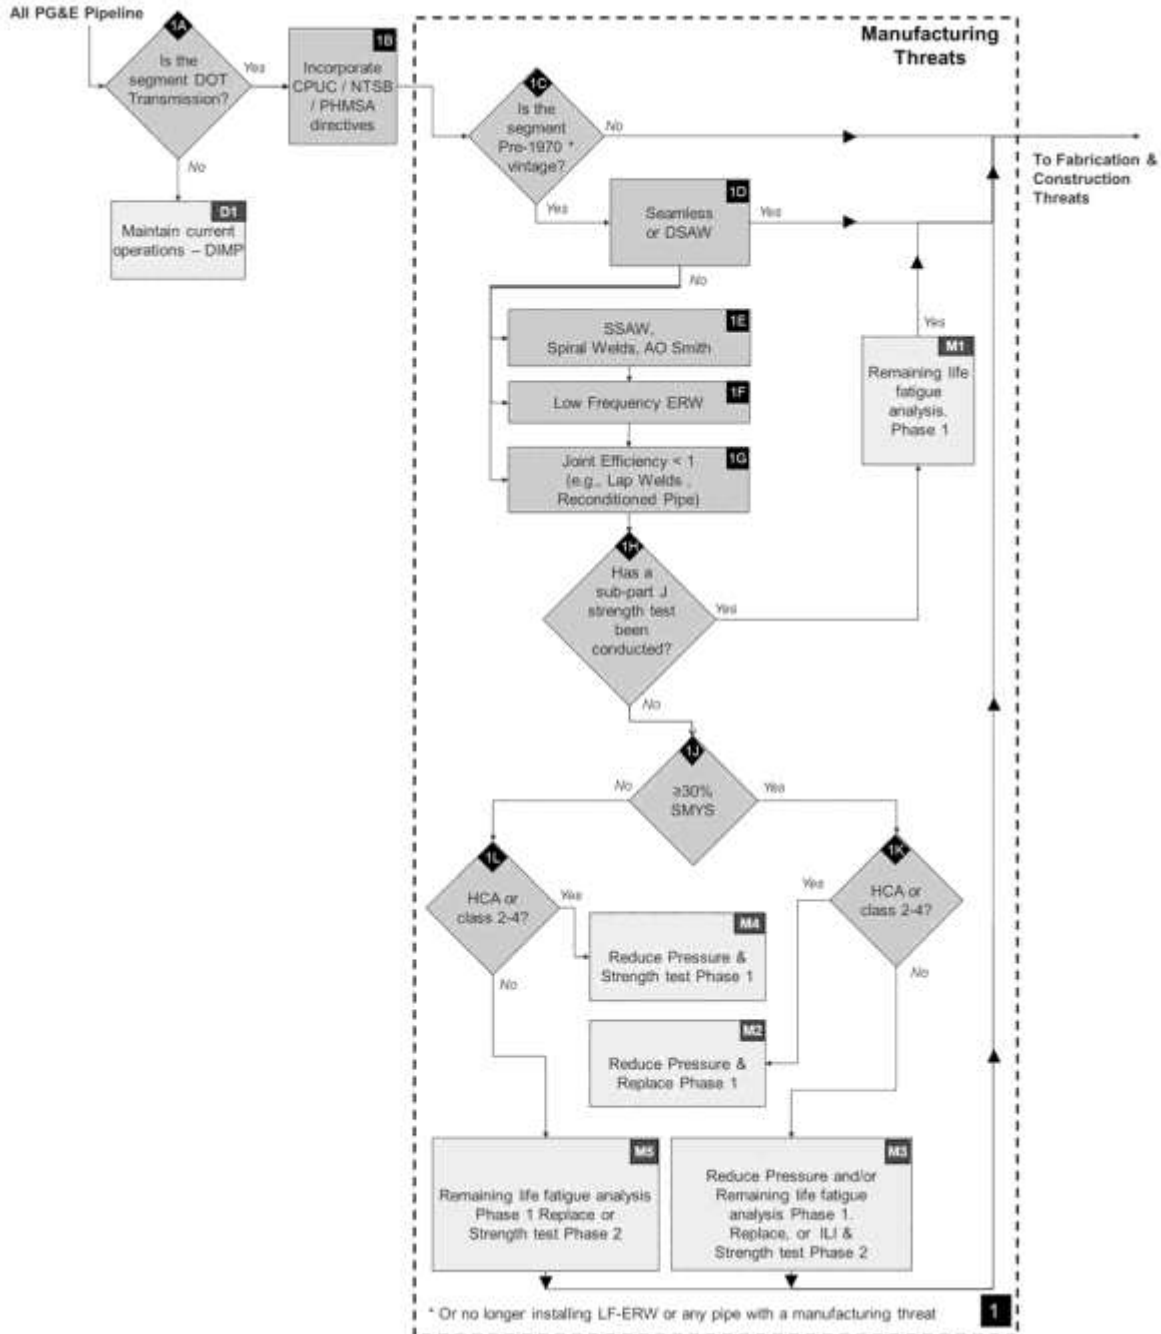 All PG&E Pipeline
1A
Is the
segment DOT
Transmission?
Yes
No
1B
Incorporate
CPUC / NTSB
/ PHMSA
directives
D1
Maintain current
operations – DIMP
Manufacturing
Threats
1C
Is the
segment
Pre-1970 *
vintage?
No
Yes
To Fabrication &
Construction
Threats
1D
Seamless
or DSAW
Yes
No
1E
SSAW,
Spiral Welds, AO Smith
1F
Low Frequency ERW
1G
Joint Efficiency < 1
(e.g., Lap Welds ,
Reconditioned Pipe)
Yes
M1
Remaining life
fatigue
analysis.
Phase 1
1H
Has a
sub-part J
strength test
been
conducted?
Yes
No
1J
≥30%
SMYS
No
Yes
1L
HCA or
class 2-4?
Yes
No
1K
HCA or
class 2-4?
Yes
No
M4
Reduce Pressure &
Strength test Phase 1
M2
Reduce Pressure &
Replace Phase 1
M5
Remaining life fatigue analysis
Phase 1 Replace or
Strength test Phase 2
M3
Reduce Pressure and/or
Remaining life fatigue
analysis Phase 1.
Replace, or ILI &
Strength test Phase 2
* Or no longer installing LF-ERW or any pipe with a manufacturing threat
1